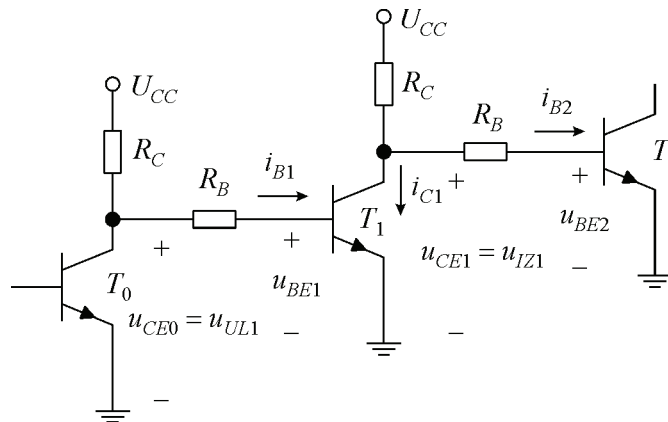 U_CC
U_CC
R_C
R_C
R_B
i_B2
T
R_B
i_B1
+
i_C1
+
T_1
u_BE2
+
+
T_0
u_BE1
u_CE1 = u_IZ1
−
u_CE0 = u_UL1
−
−
−